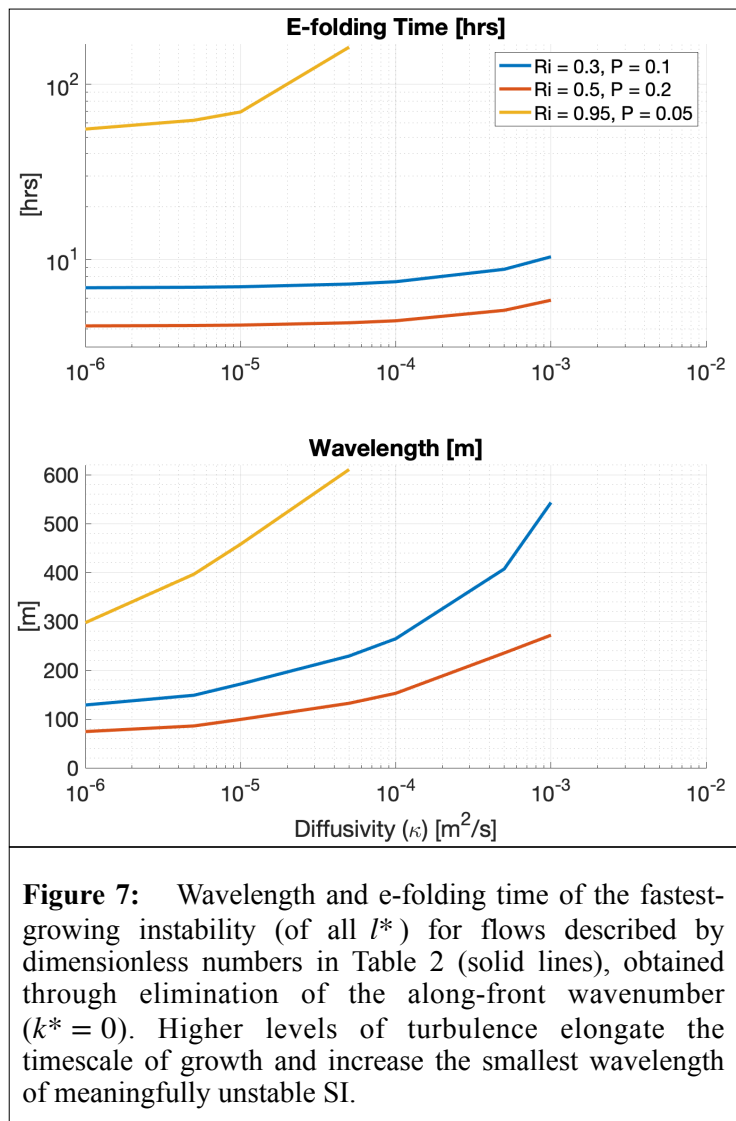 E-folding Time [hrs]
Ri = 0.3, P = 0.1
Ri = 0.5, P = 0.2
Ri = 0.95, P = 0.05
10²
10¹
[hrs]
10⁻⁶ 10⁻⁵ 10⁻⁴ 10⁻³ 10⁻²
Wavelength [m]
600
500
400
300
200
100
0
[m]
10⁻⁶ 10⁻⁵ 10⁻⁴ 10⁻³ 10⁻²
Diffusivity (κ) [m²/s]
Figure 7: Wavelength and e-folding time of the fastest-
growing instability (of all l*) for flows described by
dimensionless numbers in Table 2 (solid lines), obtained
through elimination of the along-front wavenumber
(k* = 0). Higher levels of turbulence elongate the
timescale of growth and increase the smallest wavelength
of meaningfully unstable SI.